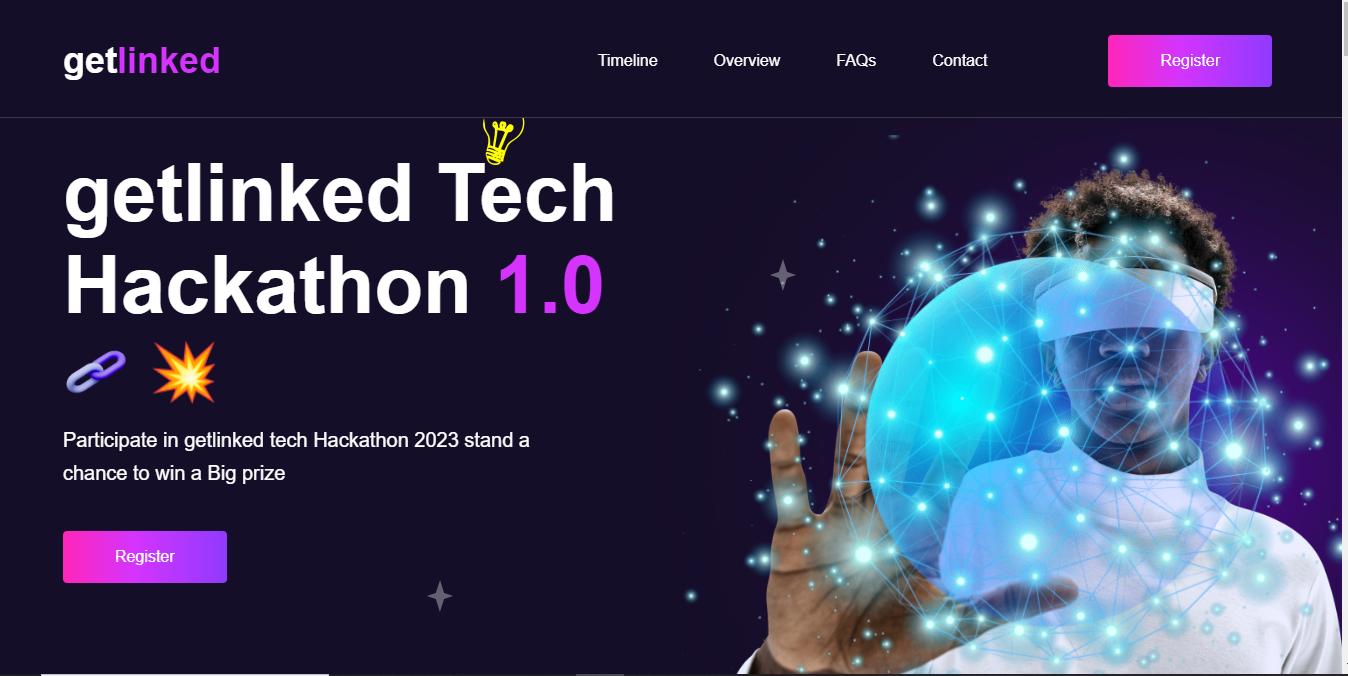 getlinked
Timeline Overview FAQs Contact Register
getlinked Tech
Hackathon 1.0
Participate in getlinked tech Hackathon 2023 stand a
chance to win a Big prize
Register